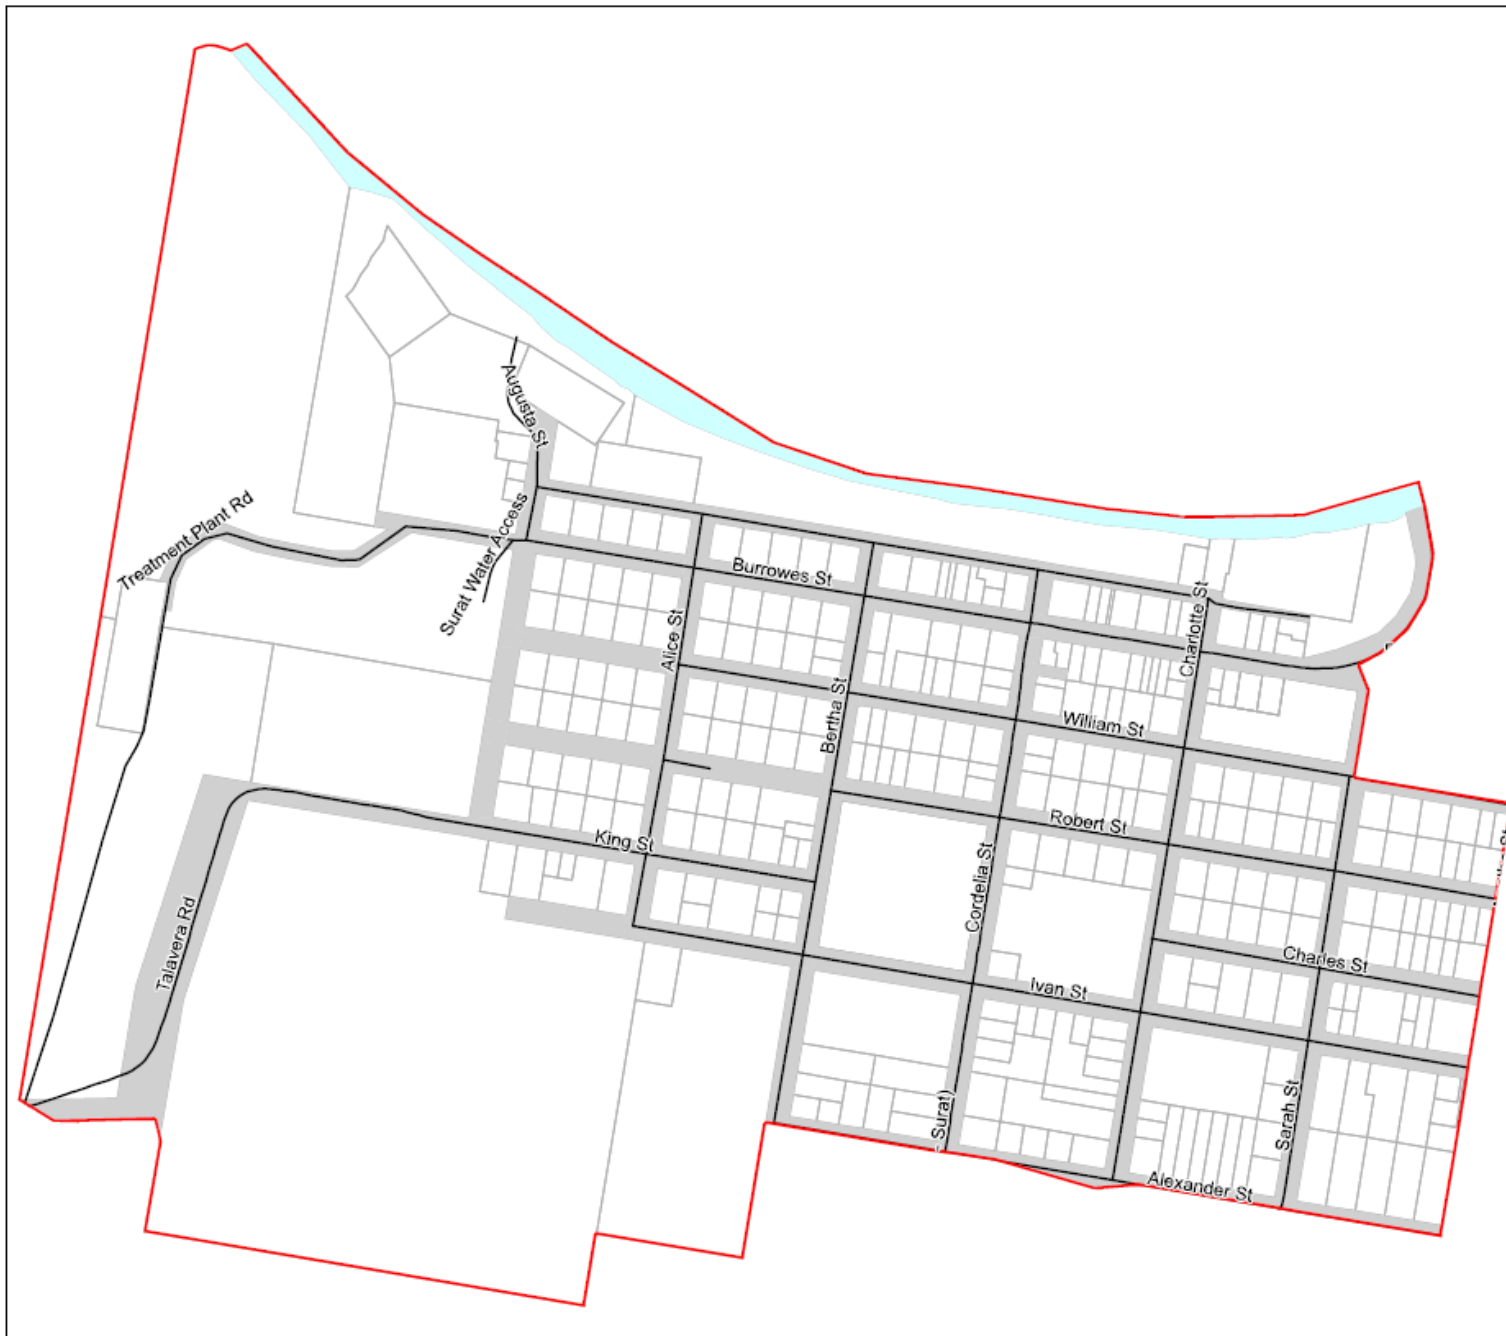 Augusta St
Treatment Plant Rd
Surat Water Access
Burrowes St
Charlotte St
Alice St
Bertha St
William St
Robert St
King St
Cordelia St
Talavera Rd
Charles St
Ivan St
Surat)
Sarah St
Alexander St